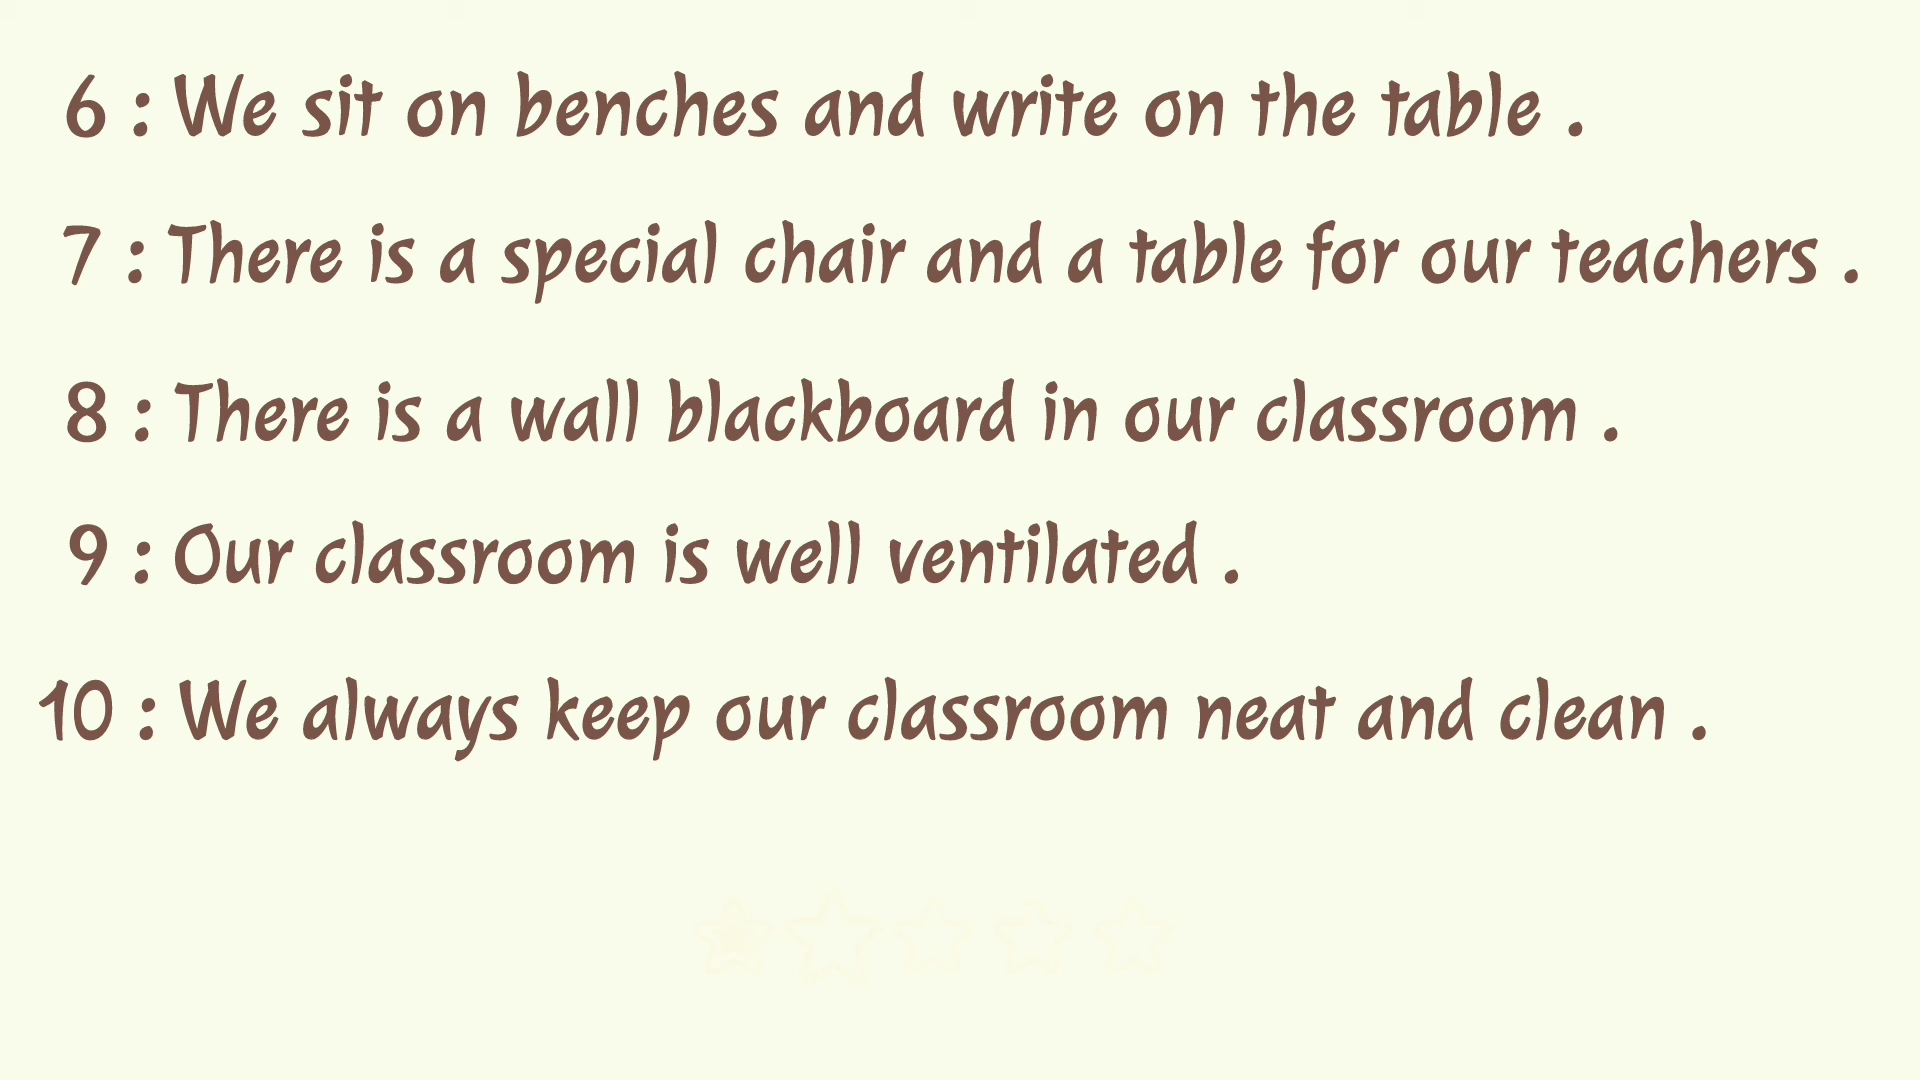 6 : We sit on benches and write on the table .
7 : There is a special chair and a table for our teachers .
8 : There is a wall blackboard in our classroom .
9 : Our classroom is well ventilated .
10 : We always keep our classroom neat and clean .